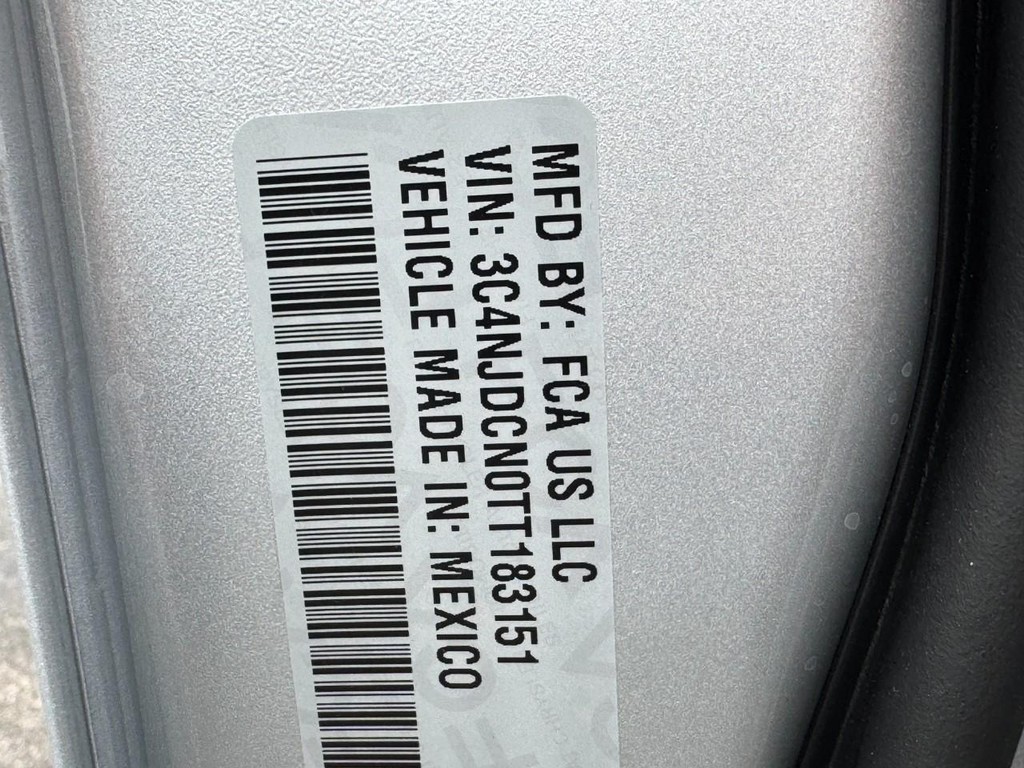 MFD BY: FCA US LLC
VIN: 3C4NJDCN0TT183151
VEHICLE MADE IN: MEXICO